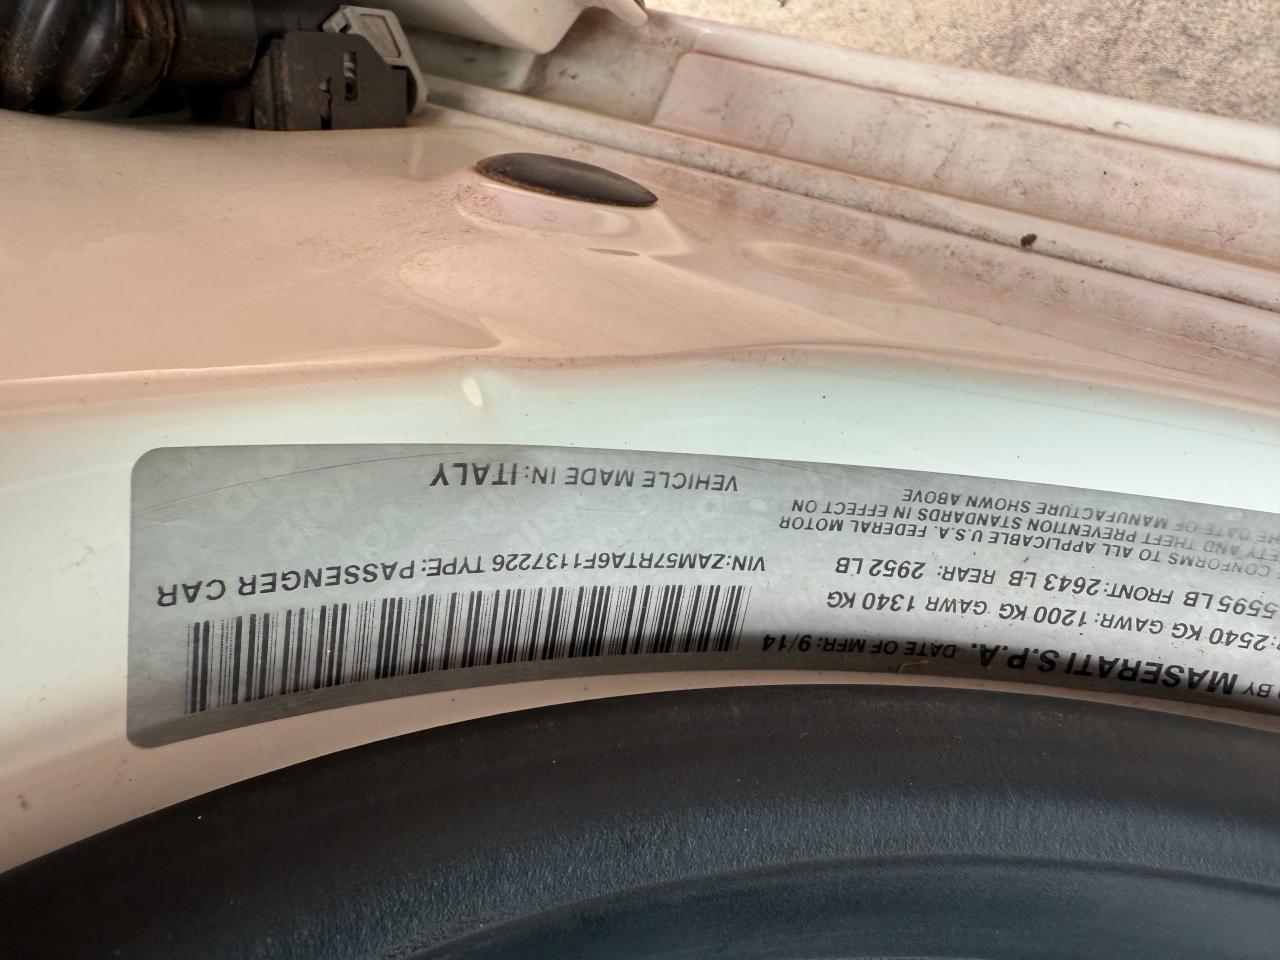 BY MASERATI S.P.A. DATE OF MFR: 9/14
:2540 KG GAWR: 1200 KG GAWR 1340 KG
5595 LB FRONT: 2643 LB REAR: 2952 LB
CONFORMS TO ALL APPLICABLE U.S.A. FEDERAL MOTOR
ETY AND THEFT PREVENTION STANDARDS IN EFFECT ON
HE DATE OF MANUFACTURE SHOWN ABOVE
VIN: ZAM57RTA6F1137226 TYPE: PASSENGER CAR
VEHICLE MADE IN: ITALY